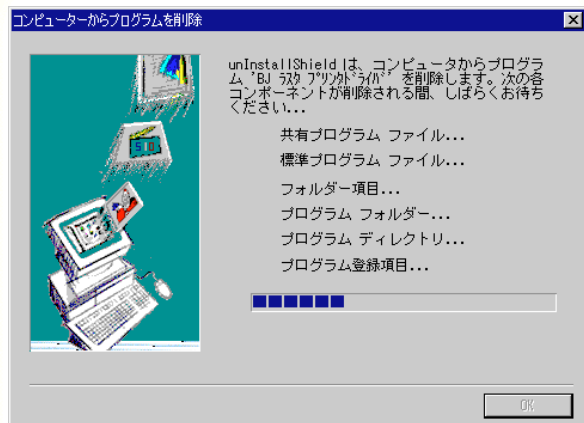 コンピューターからプログラムを削除
unInstallShield は、コンピュータからプログラ
ム 'BJ ﾗｽﾀ ﾌﾟﾘﾝﾀﾄﾞﾗｲﾊﾞ' を削除します。次の各
コンポーネントが削除される間、しばらくお待ち
ください...
共有プログラム ファイル...
標準プログラム ファイル...
フォルダー項目...
プログラム フォルダー...
プログラム ディレクトリ...
プログラム登録項目...
OK